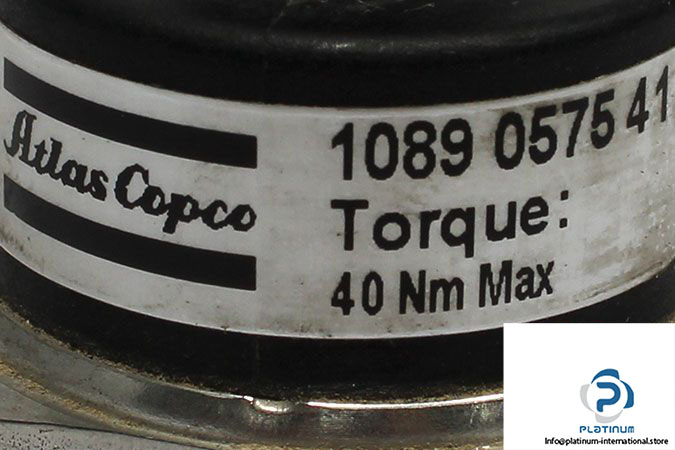 Atlas Copco
1089 0575 41
Torque:
40 Nm Max
PLATINUM
Info@platinum-international.store